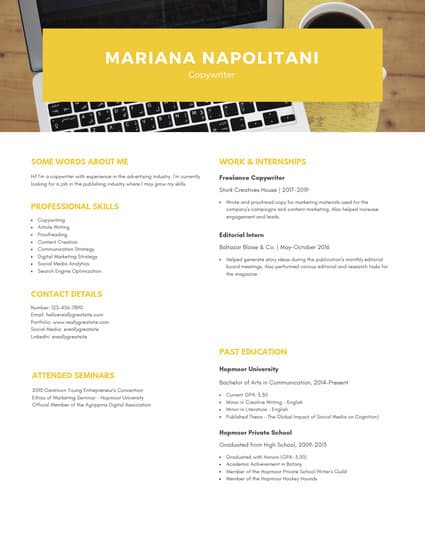 MARIANA NAPOLITANI
Copywriter
SOME WORDS ABOUT ME
Hi! I'm a copywriter with experience in the advertising industry. I'm currently
looking for a job in the publishing industry where I may grow my skills.
PROFESSIONAL SKILLS
Copywriting
Article Writing
Proofreading
Content Creation
Communication Strategy
Digital Marketing Strategy
Social Media Analytics
Search Engine Optimization
CONTACT DETAILS
Number: 123-456-7890
Email: hello@reallygreatsite.com
Portfolio: www.reallygreatsite.com
Social Media: @reallygreatsite
LinkedIn: @reallygreatsite
ATTENDED SEMINARS
Oarstown Young Entrepreneur's Convention
Ethics of Marketing Seminar - Hopmoor University
Official Member of the Agrippina Digital Association
WORK & INTERNSHIPS
Freelance Copywriter
Stork Creatives House | 2017-2019
Wrote and proofread copy for marketing materials used for the
company's campaigns and content marketing. Also helped increase
engagement and leads.
Editorial Intern
Baltazar Blaise & Co. | May-October 2016
Helped generate story ideas during the publication's monthly editorial
board meetings. Also performed various editorial and research tasks for
the magazine.
PAST EDUCATION
Hopmoor University
Bachelor of Arts in Communication, 2014-Present
Current GPA: 3.50
Minor in Creative Writing - English
Minor in Literature - English
Published These - The Global Impact of Social Media on Cognition)
Hopmoor Private School
Graduated from High School, 2009-2013
Graduated with Honors (GPA: 3.00)
Academic Achievement in Botany
Member of the Hopmoor Private School Writer's Guild
Member of the Hopmoor Hockey Hounds